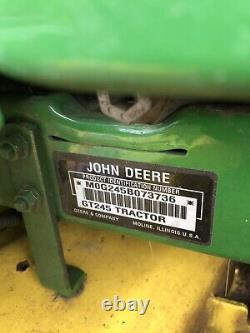 JOHN DEERE
PRODUCT IDENTIFICATION NUMBER
M0G245B073736
GT245 TRACTOR
DEERE & COMPANY MOLINE, ILLINOIS U.S.A.
ebay